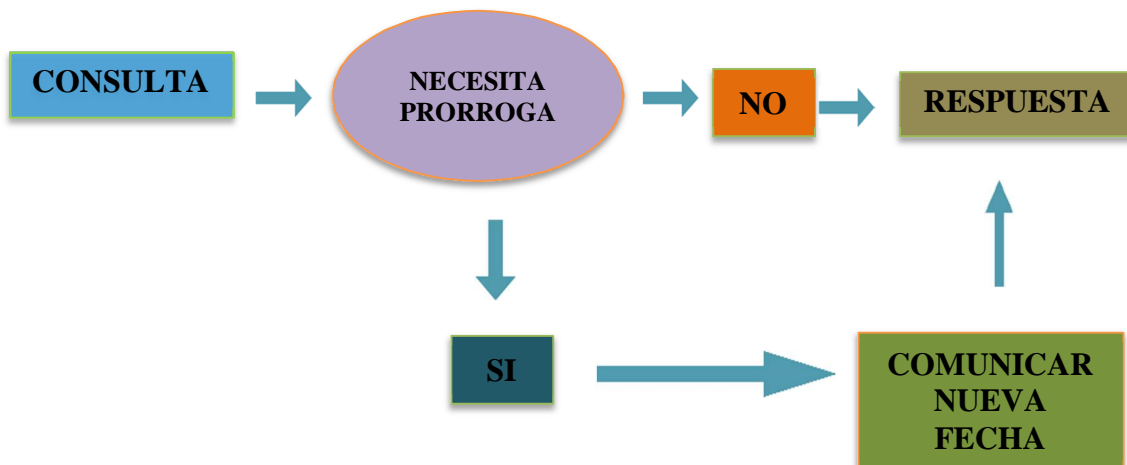 CONSULTA
NECESITA
PRORROGA
NO
RESPUESTA
SI
COMUNICAR
NUEVA
FECHA